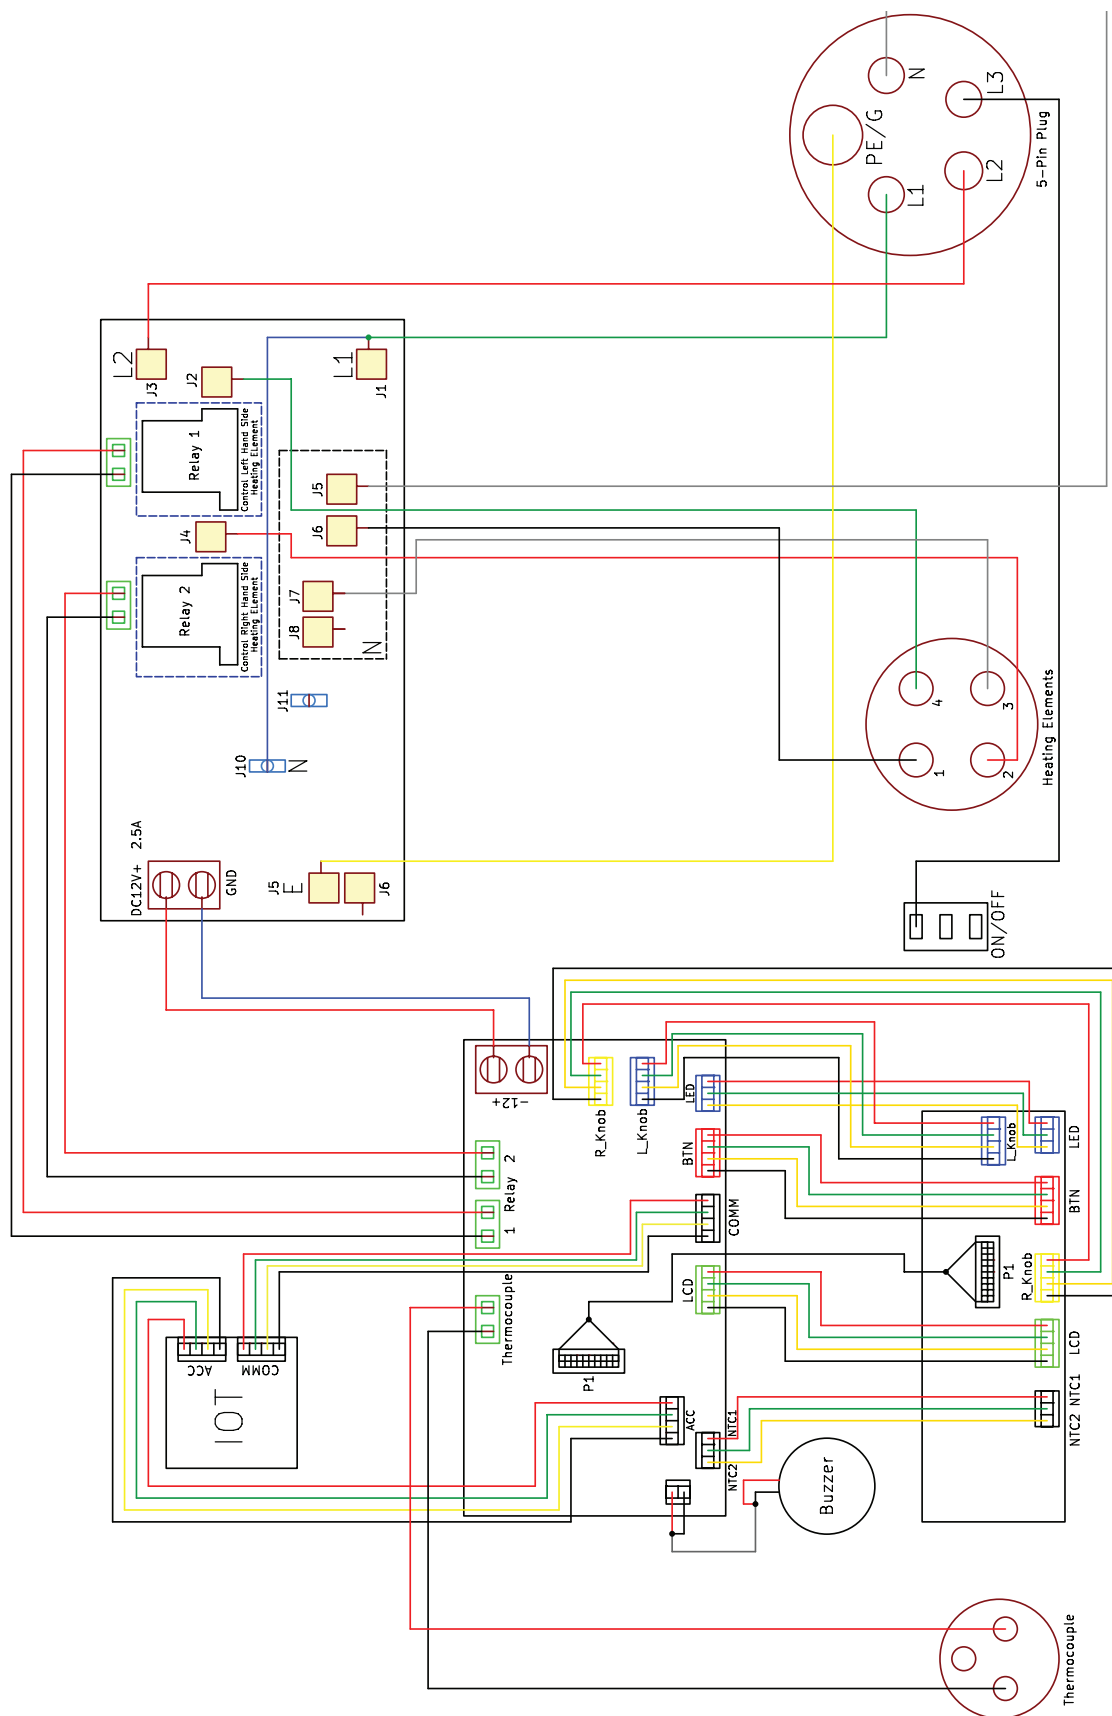 N
L3
PE/G
L2
L1
5-Pin Plug
L2
J3
J2
L1
J1
Relay 1
Control Left Hand Side
Heating Element
J5
J6
J4
Relay 2
Control Right Hand Side
Heating Element
J7
J8
N
J11
J10
N
4
3
1
2
Heating Elements
DC12V+ 2.5A
GND
J5
E
J6
ON/OFF
-12+
R_Knob
L_Knob
LED
BTN
COMM
2
Relay
1
L_Knob
LED
BTN
P1
R_Knob
LCD
LCD
Thermocouple
P1
ACC
COMM
IOT
ACC
NTC1
NTC2
NTC2 NTC1
Buzzer
Thermocouple